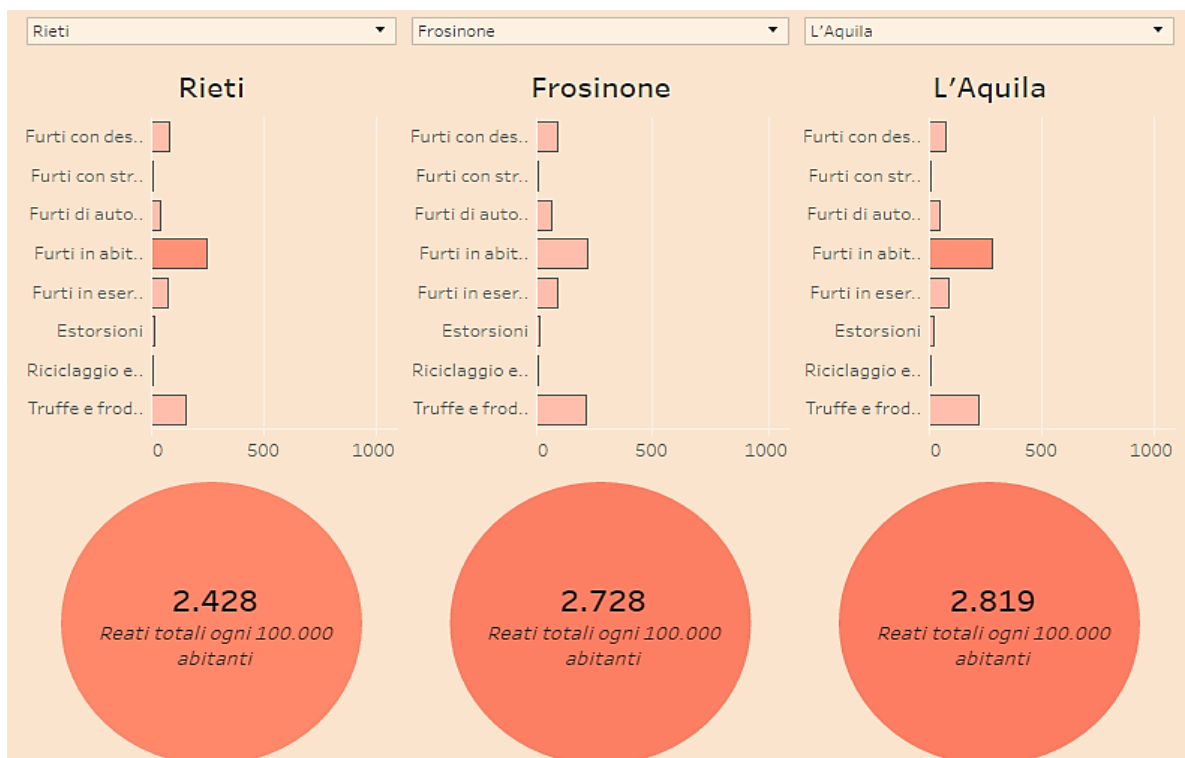 Rieti
Frosinone
L'Aquila
Rieti
Frosinone
L'Aquila
Furti con des..
Furti con str..
Furti di auto..
Furti in abit..
Furti in eser..
Estorsioni
Riciclaggio e..
Truffe e frod..
0 500 1000
Furti con des..
Furti con str..
Furti di auto..
Furti in abit..
Furti in eser..
Estorsioni
Riciclaggio e..
Truffe e frod..
0 500 1000
Furti con des..
Furti con str..
Furti di auto..
Furti in abit..
Furti in eser..
Estorsioni
Riciclaggio e..
Truffe e frod..
0 500 1000
2.428
Reati totali ogni 100.000
abitanti
2.728
Reati totali ogni 100.000
abitanti
2.819
Reati totali ogni 100.000
abitanti